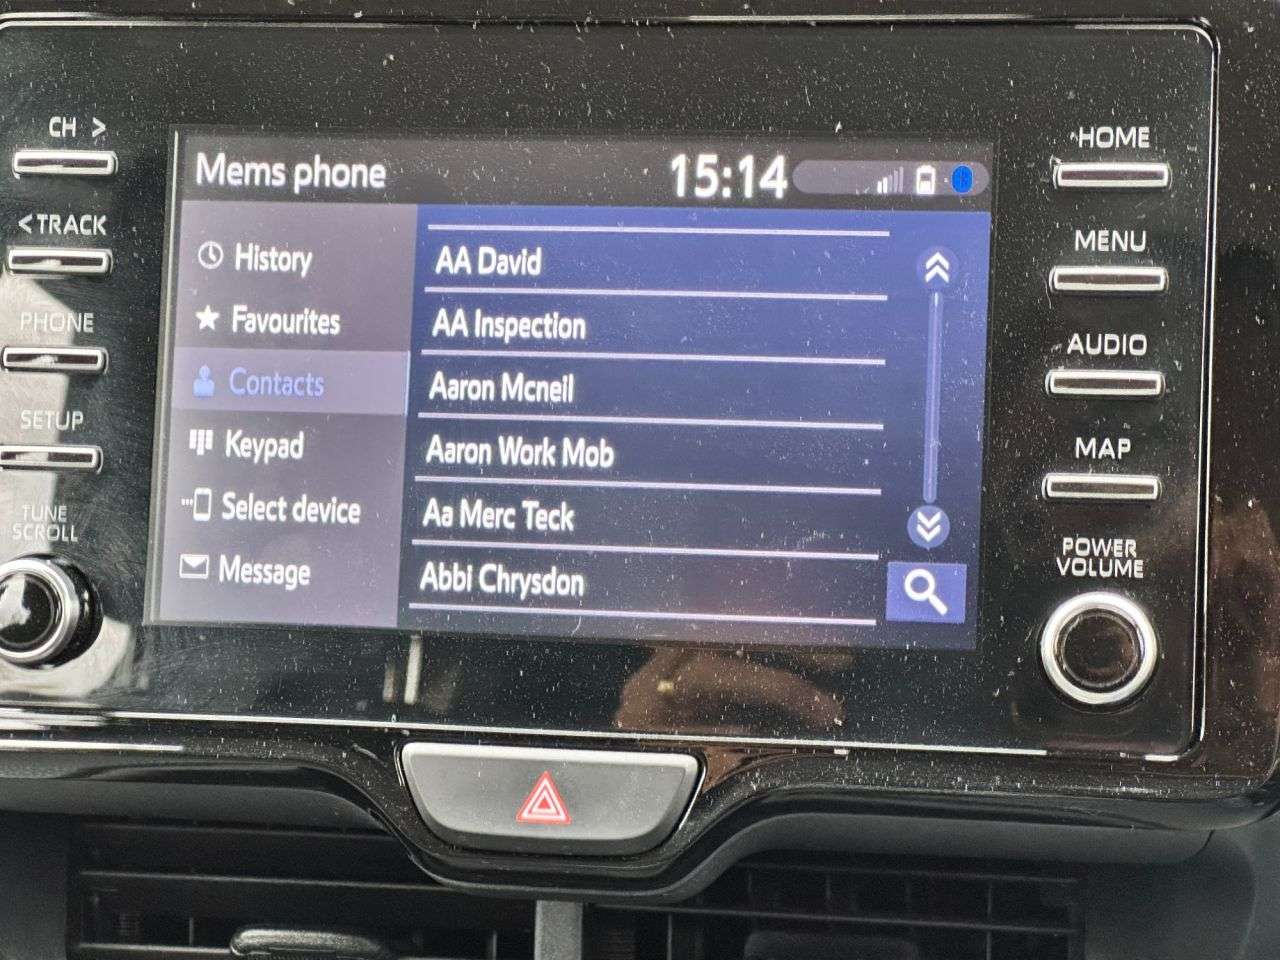 CH >
< TRACK
PHONE
SETUP
TUNE
SCROLL
Mems phone
15:14
History
Favourites
Contacts
Keypad
Select device
Message
AA David
AA Inspection
Aaron Mcneil
Aaron Work Mob
Aa Merc Teck
Abbi Chrysdon
HOME
MENU
AUDIO
MAP
POWER
VOLUME